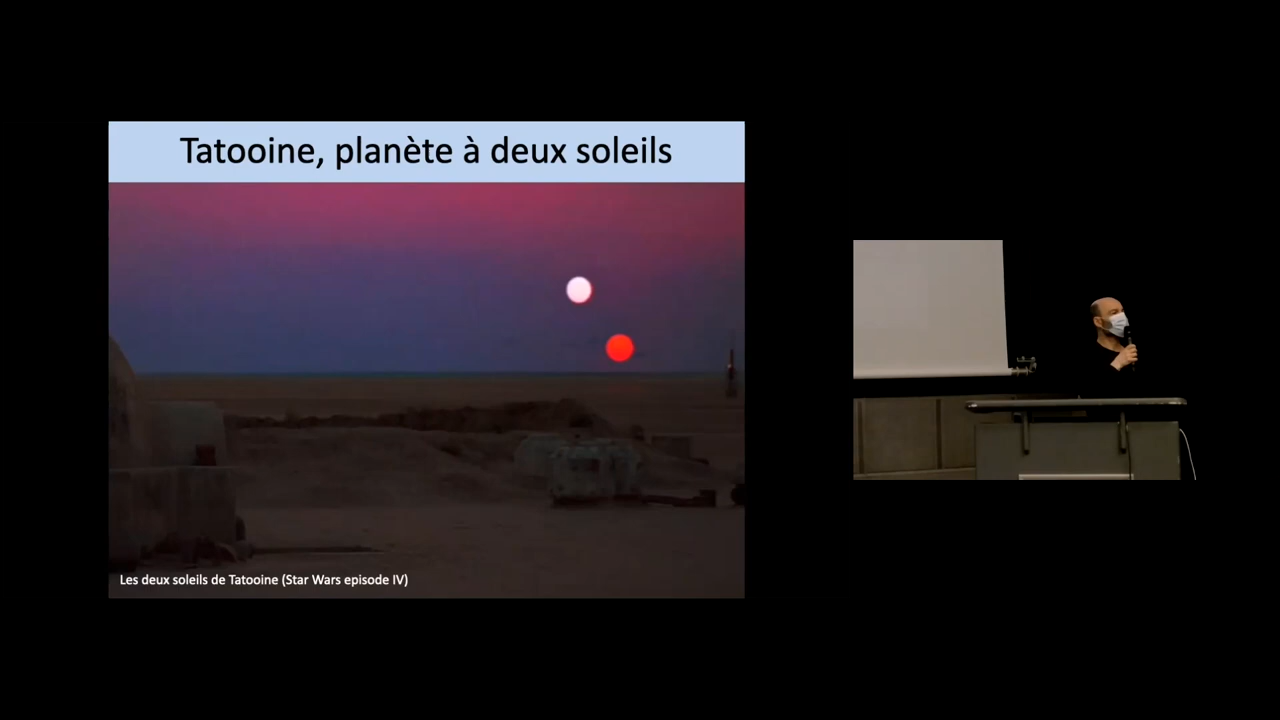 Tatooine, planète à deux soleils
Les deux soleils de Tatooine (Star Wars episode IV)